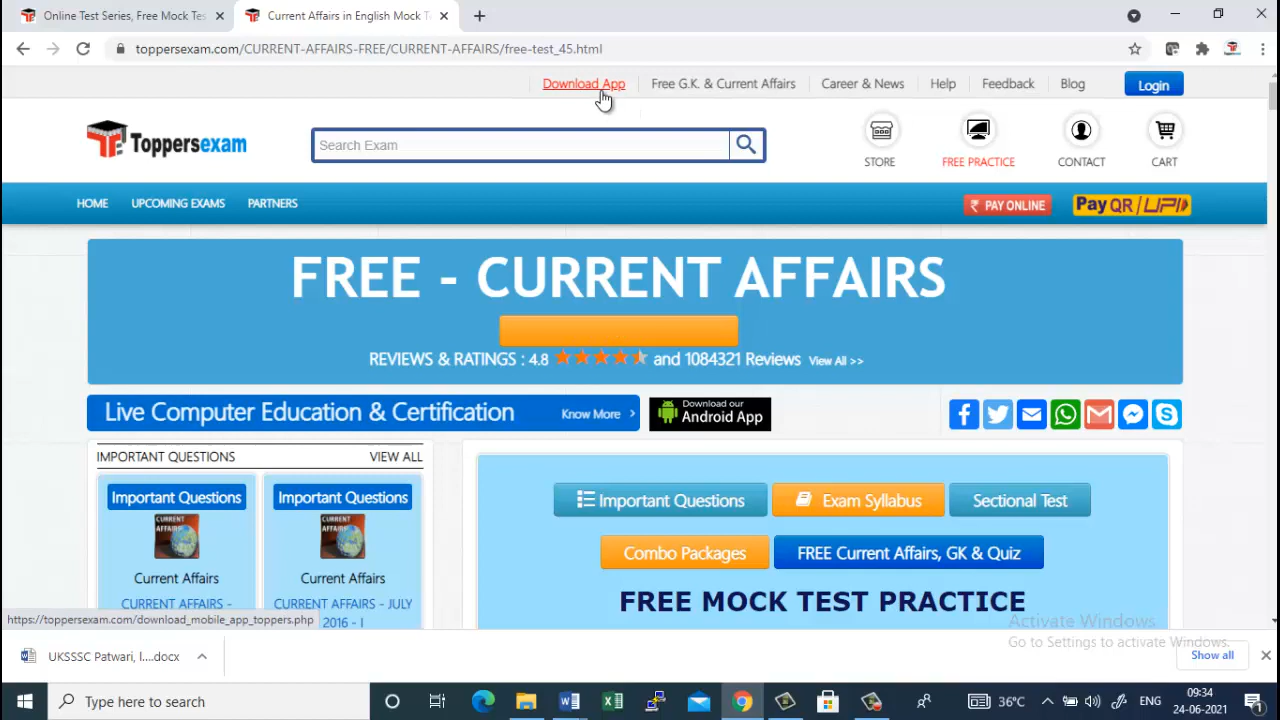 Online Test Series, Free Mock Tes
Current Affairs in English Mock T
toppersexam.com/CURRENT-AFFAIRS-FREE/CURRENT-AFFAIRS/free-test_45.html
Download App
Free G.K. & Current Affairs
Career & News
Help
Feedback
Blog
Login
Toppersexam
Search Exam
STORE
FREE PRACTICE
CONTACT
CART
HOME
UPCOMING EXAMS
PARTNERS
₹ PAY ONLINE
Pay QR/UPI
FREE - CURRENT AFFAIRS
REVIEWS & RATINGS : 4.8 and 1084321 Reviews View All >>
Live Computer Education & Certification
Know More
Download our
Android App
IMPORTANT QUESTIONS
VIEW ALL
Important Questions
CURRENT
AFFAIRS
Current Affairs
CURRENT AFFAIRS -
Important Questions
CURRENT
AFFAIRS
Current Affairs
CURRENT AFFAIRS - JULY
2016 - I
Important Questions
Exam Syllabus
Sectional Test
Combo Packages
FREE Current Affairs, GK & Quiz
FREE MOCK TEST PRACTICE
Activate Windows
Go to Settings to activate Windows.
https://toppersexam.com/download_mobile_app_toppers.php
UKSSSC Patwari, I....docx
Show all
Type here to search
36°C
ENG
09:34
24-06-2021
1